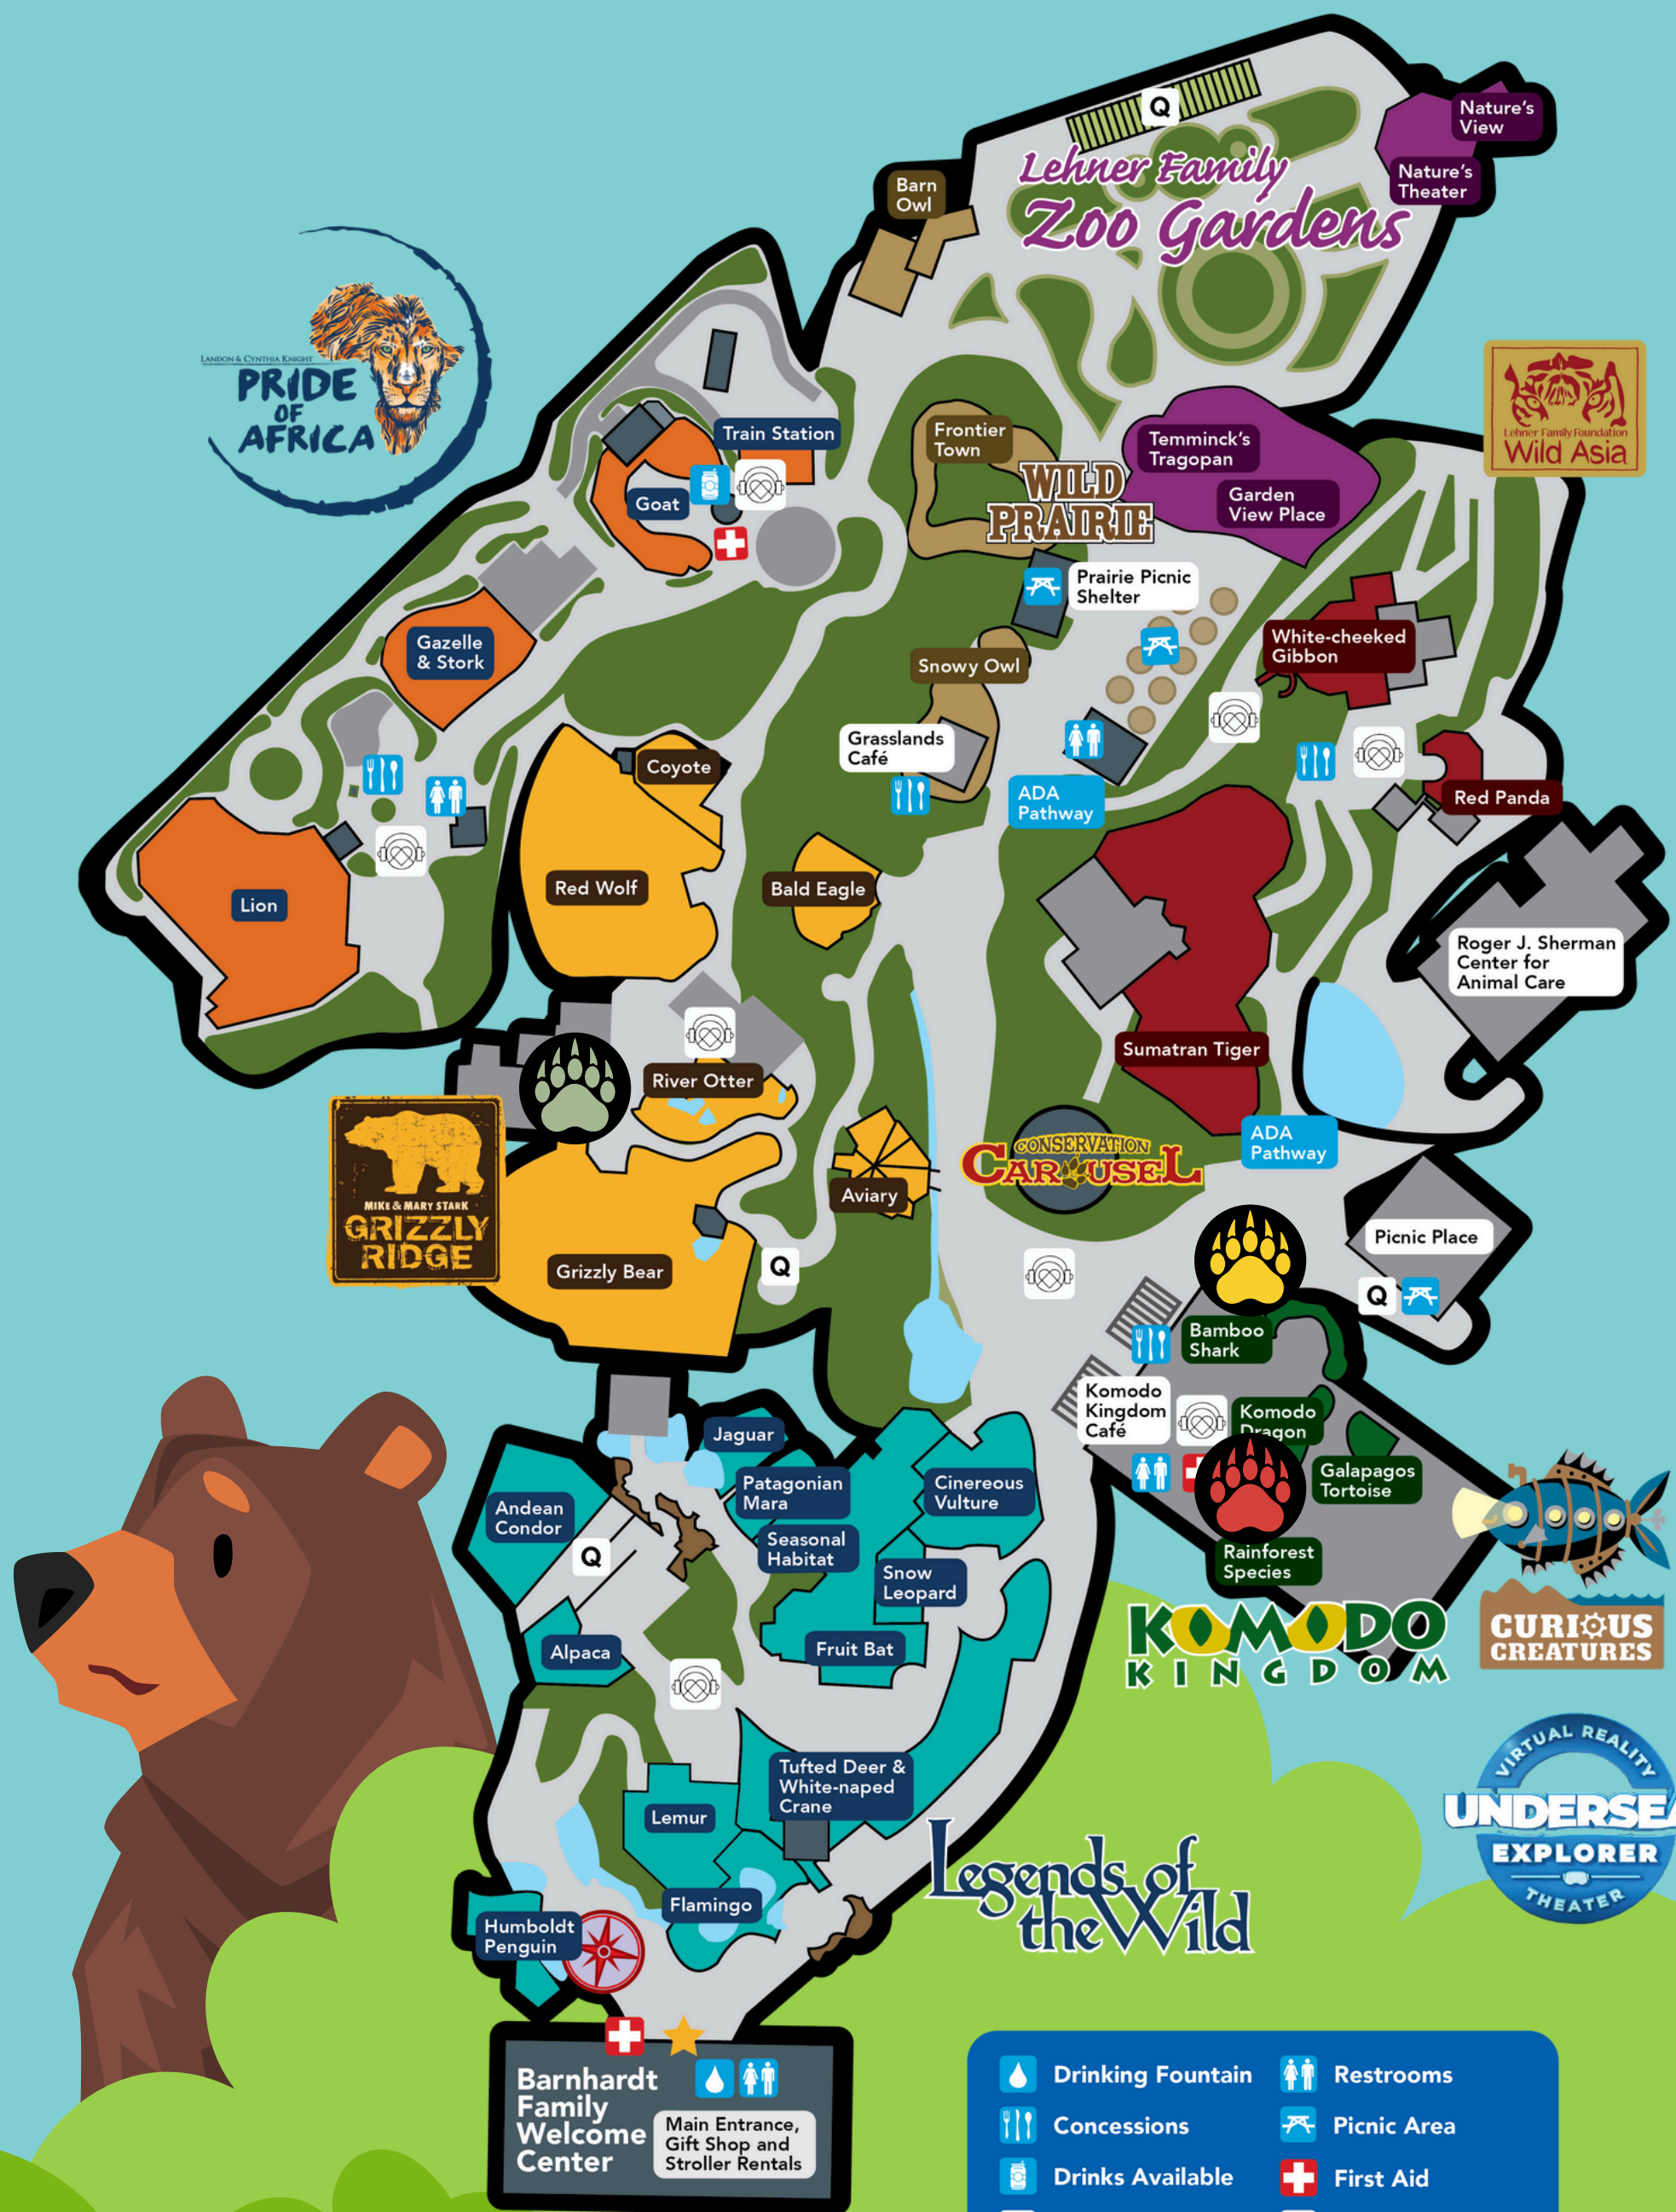 Nature's
View
Nature's
Theater
Q
Lehner Family
Zoo Gardens
Barn
Owl
LANDON & CYNTHIA KNIGHT
PRIDE
OF
AFRICA
Lehner Family Foundation
Wild Asia
Train Station
Goat
Frontier
Town
WILD
PRAIRIE
Temminck's
Tragopan
Garden
View Place
Prairie Picnic
Shelter
Gazelle
& Stork
Snowy Owl
White-cheeked
Gibbon
Grasslands
Café
Coyote
ADA
Pathway
Red Panda
Red Wolf
Bald Eagle
Lion
Roger J. Sherman
Center for
Animal Care
Sumatran Tiger
River Otter
MIKE & MARY STARK
GRIZZLY
RIDGE
CONSERVATION
CAROUSEL
ADA
Pathway
Aviary
Picnic Place
Grizzly Bear
Q
Q
Bamboo
Shark
Komodo
Kingdom
Café
Komodo
Dragon
Galapagos
Tortoise
Rainforest
Species
KOMODO
KINGDOM
CURIOUS
CREATURES
Jaguar
Patagonian
Mara
Cinereous
Vulture
Andean
Condor
Q
Seasonal
Habitat
Snow
Leopard
Alpaca
Fruit Bat
Tufted Deer &
White-naped
Crane
Lemur
Flamingo
Humboldt
Penguin
Legends of
the Wild
VIRTUAL REALITY
UNDERSEA
EXPLORER
THEATER
Barnhardt
Family
Welcome
Center
Main Entrance,
Gift Shop and
Stroller Rentals
Drinking Fountain
Restrooms
Concessions
Picnic Area
Drinks Available
First Aid